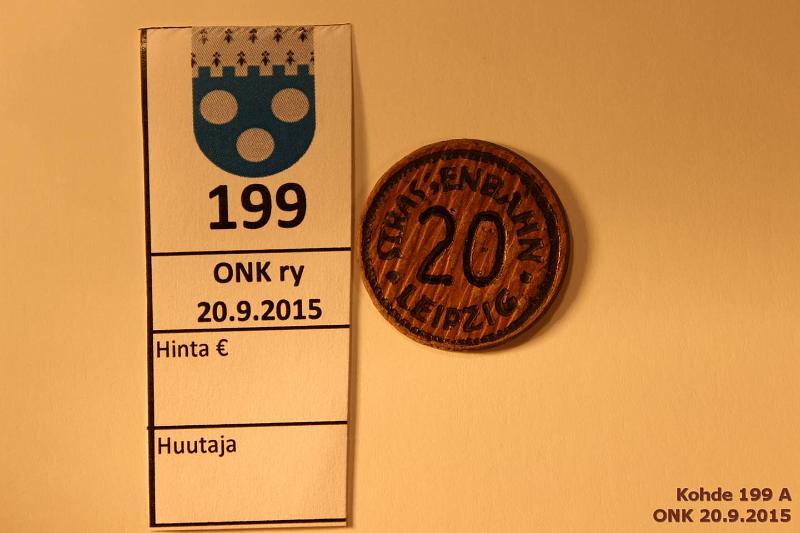 199
ONK ry
20.9.2015
Hinta €
Huutaja
STRASSENBAHN
20
• LEIPZIG •
Kohde 199 A
ONK 20.9.2015